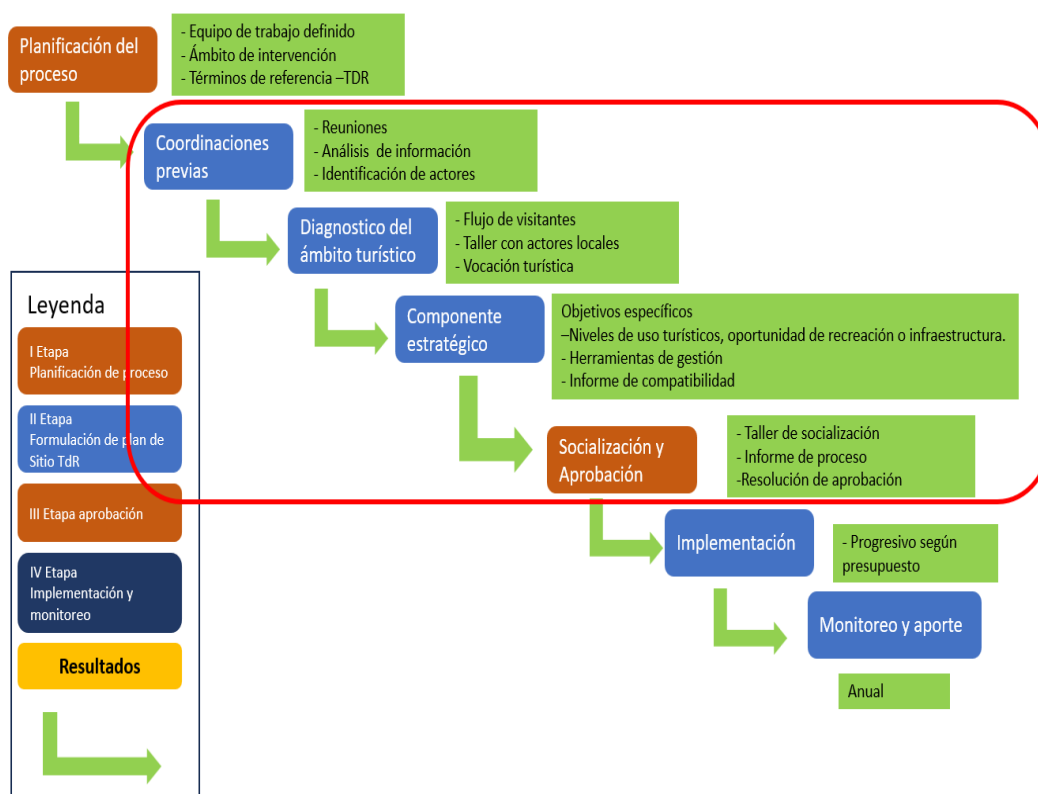 Planificación del
proceso
- Equipo de trabajo definido
- Ámbito de intervención
- Términos de referencia –TDR
Coordinaciones
previas
- Reuniones
- Análisis  de información
- Identificación de actores
Diagnostico del
ámbito turístico
- Flujo de visitantes
- Taller con actores locales
- Vocación turística
Componente
estratégico
Objetivos específicos
–Niveles de uso turísticos, oportunidad de recreación o infraestructura.
- Herramientas de gestión
- Informe de compatibilidad
Socialización y
Aprobación
- Taller de socialización
- Informe de proceso
-Resolución de aprobación
Implementación
- Progresivo según
presupuesto
Monitoreo y aporte
Anual
Leyenda
I Etapa
Planificación de proceso
II Etapa
Formulación de plan de
Sitio TdR
III Etapa aprobación
IV Etapa
Implementación y
monitoreo
Resultados